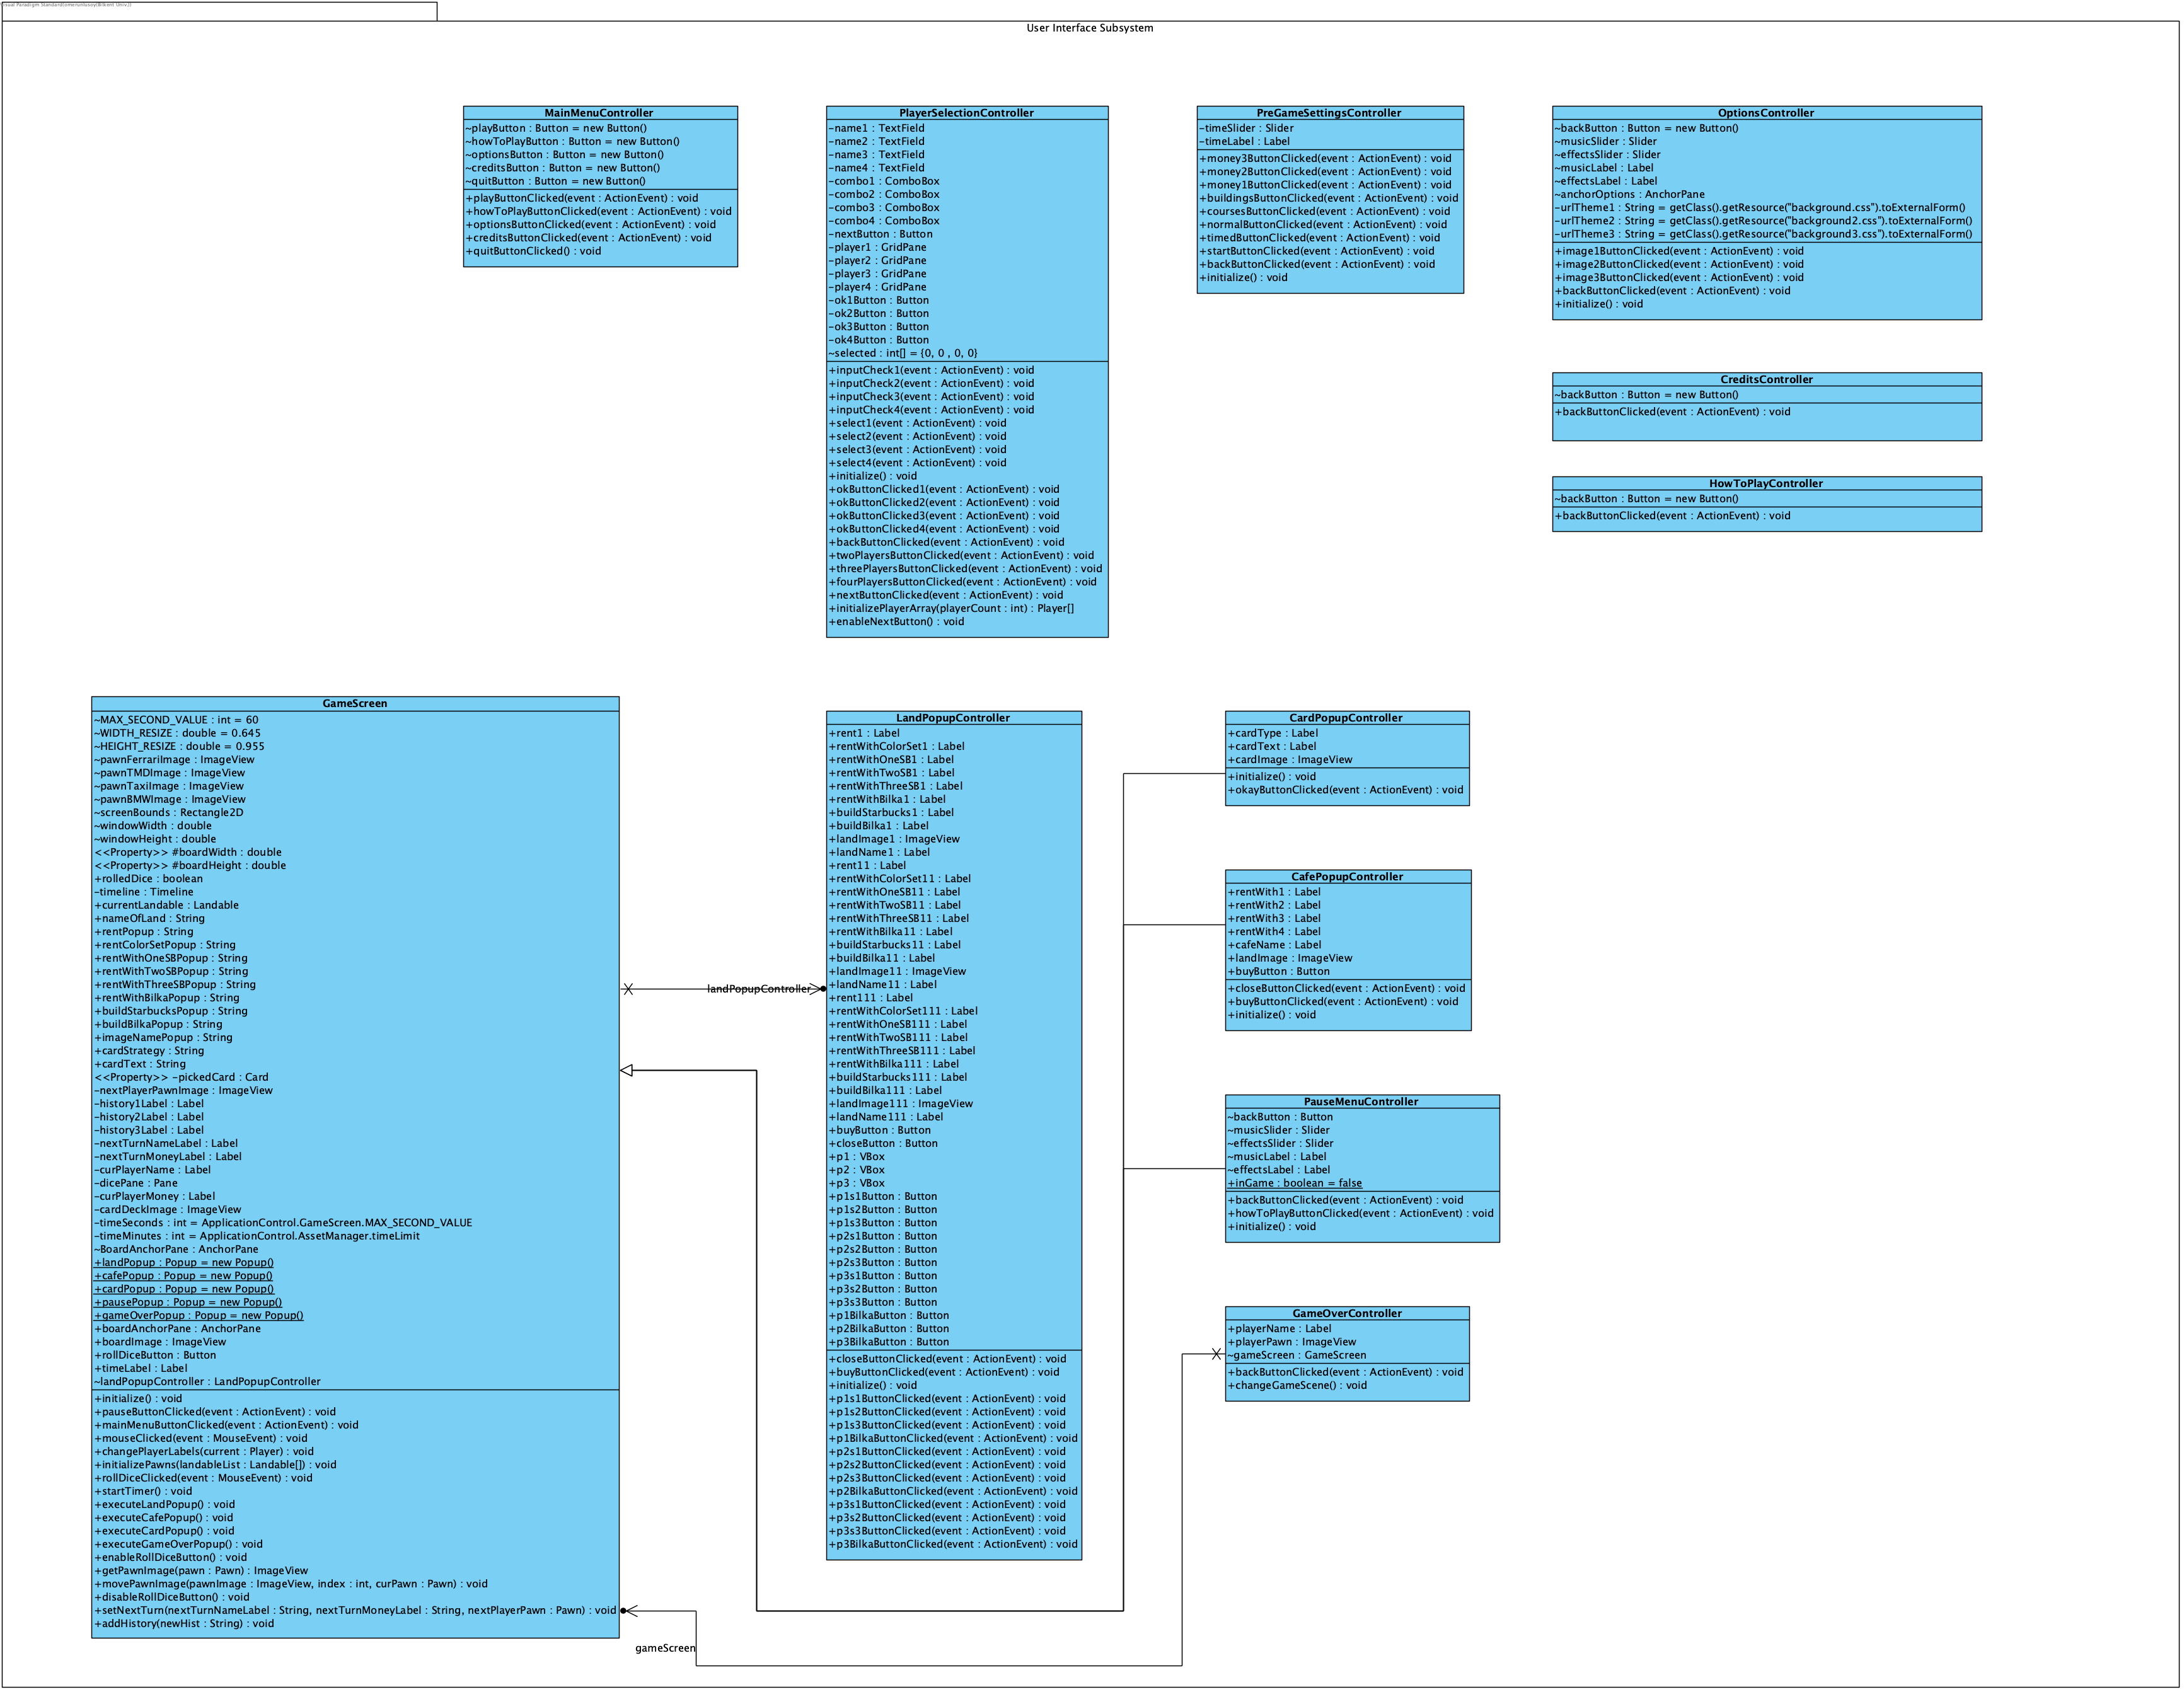 Visual Paradigm Standard(omerunlusoy(Bilkent Univ.))
User Interface Subsystem
MainMenuController
~playButton : Button = new Button()
~howToPlayButton : Button = new Button()
~optionsButton : Button = new Button()
~creditsButton : Button = new Button()
~quitButton : Button = new Button()
+playButtonClicked(event : ActionEvent) : void
+howToPlayButtonClicked(event : ActionEvent) : void
+optionsButtonClicked(event : ActionEvent) : void
+creditsButtonClicked(event : ActionEvent) : void
+quitButtonClicked() : void
PlayerSelectionController
-name1 : TextField
-name2 : TextField
-name3 : TextField
-name4 : TextField
-combo1 : ComboBox
-combo2 : ComboBox
-combo3 : ComboBox
-combo4 : ComboBox
-nextButton : Button
-player1 : GridPane
-player2 : GridPane
-player3 : GridPane
-player4 : GridPane
-ok1Button : Button
-ok2Button : Button
-ok3Button : Button
-ok4Button : Button
~selected : int[] = {0, 0 , 0, 0}
+inputCheck1(event : ActionEvent) : void
+inputCheck2(event : ActionEvent) : void
+inputCheck3(event : ActionEvent) : void
+inputCheck4(event : ActionEvent) : void
+select1(event : ActionEvent) : void
+select2(event : ActionEvent) : void
+select3(event : ActionEvent) : void
+select4(event : ActionEvent) : void
+initialize() : void
+okButtonClicked1(event : ActionEvent) : void
+okButtonClicked2(event : ActionEvent) : void
+okButtonClicked3(event : ActionEvent) : void
+okButtonClicked4(event : ActionEvent) : void
+backButtonClicked(event : ActionEvent) : void
+twoPlayersButtonClicked(event : ActionEvent) : void
+threePlayersButtonClicked(event : ActionEvent) : void
+fourPlayersButtonClicked(event : ActionEvent) : void
+nextButtonClicked(event : ActionEvent) : void
+initializePlayerArray(playerCount : int) : Player[]
+enableNextButton() : void
PreGameSettingsController
-timeSlider : Slider
-timeLabel : Label
+money3ButtonClicked(event : ActionEvent) : void
+money2ButtonClicked(event : ActionEvent) : void
+money1ButtonClicked(event : ActionEvent) : void
+buildingsButtonClicked(event : ActionEvent) : void
+coursesButtonClicked(event : ActionEvent) : void
+normalButtonClicked(event : ActionEvent) : void
+timedButtonClicked(event : ActionEvent) : void
+startButtonClicked(event : ActionEvent) : void
+backButtonClicked(event : ActionEvent) : void
+initialize() : void
OptionsController
~backButton : Button = new Button()
~musicSlider : Slider
~effectsSlider : Slider
~musicLabel : Label
~effectsLabel : Label
~anchorOptions : AnchorPane
-urlTheme1 : String = getClass().getResource("background.css").toExternalForm()
-urlTheme2 : String = getClass().getResource("background2.css").toExternalForm()
-urlTheme3 : String = getClass().getResource("background3.css").toExternalForm()
+image1ButtonClicked(event : ActionEvent) : void
+image2ButtonClicked(event : ActionEvent) : void
+image3ButtonClicked(event : ActionEvent) : void
+backButtonClicked(event : ActionEvent) : void
+initialize() : void
CreditsController
~backButton : Button = new Button()
+backButtonClicked(event : ActionEvent) : void
HowToPlayController
~backButton : Button = new Button()
+backButtonClicked(event : ActionEvent) : void
GameScreen
~MAX_SECOND_VALUE : int = 60
~WIDTH_RESIZE : double = 0.645
~HEIGHT_RESIZE : double = 0.955
~pawnFerrariImage : ImageView
~pawnTMDImage : ImageView
~pawnTaxiImage : ImageView
~pawnBMWImage : ImageView
~screenBounds : Rectangle2D
~windowWidth : double
~windowHeight : double
<<Property>> #boardWidth : double
<<Property>> #boardHeight : double
+rolledDice : boolean
-timeline : Timeline
+currentLandable : Landable
+nameOfLand : String
+rentPopup : String
+rentColorSetPopup : String
+rentWithOneSBPopup : String
+rentWithTwoSBPopup : String
+rentWithThreeSBPopup : String
+rentWithBilkaPopup : String
+buildStarbucksPopup : String
+buildBilkaPopup : String
+imageNamePopup : String
+cardStrategy : String
+cardText : String
<<Property>> -pickedCard : Card
-nextPlayerPawnImage : ImageView
-history1Label : Label
-history2Label : Label
-history3Label : Label
-nextTurnNameLabel : Label
-nextTurnMoneyLabel : Label
-curPlayerName : Label
-dicePane : Pane
-curPlayerMoney : Label
-cardDeckImage : ImageView
-timeSeconds : int = ApplicationControl.GameScreen.MAX_SECOND_VALUE
-timeMinutes : int = ApplicationControl.AssetManager.timeLimit
~BoardAnchorPane : AnchorPane
+landPopup : Popup = new Popup()
+cafePopup : Popup = new Popup()
+cardPopup : Popup = new Popup()
+pausePopup : Popup = new Popup()
+gameOverPopup : Popup = new Popup()
+boardAnchorPane : AnchorPane
+boardImage : ImageView
+rollDiceButton : Button
+timeLabel : Label
~landPopupController : LandPopupController
+initialize() : void
+pauseButtonClicked(event : ActionEvent) : void
+mainMenuButtonClicked(event : ActionEvent) : void
+mouseClicked(event : MouseEvent) : void
+changePlayerLabels(current : Player) : void
+initializePawns(landableList : Landable[]) : void
+rollDiceClicked(event : MouseEvent) : void
+startTimer() : void
+executeLandPopup() : void
+executeCafePopup() : void
+executeCardPopup() : void
+executeGameOverPopup() : void
+enableRollDiceButton() : void
+getPawnImage(pawn : Pawn) : ImageView
+movePawnImage(pawnImage : ImageView, index : int, curPawn : Pawn) : void
+disableRollDiceButton() : void
+setNextTurn(nextTurnNameLabel : String, nextTurnMoneyLabel : String, nextPlayerPawn : Pawn) : void
+addHistory(newHist : String) : void
landPopupController
LandPopupController
+rent1 : Label
+rentWithColorSet1 : Label
+rentWithOneSB1 : Label
+rentWithTwoSB1 : Label
+rentWithThreeSB1 : Label
+rentWithBilka1 : Label
+buildStarbucks1 : Label
+buildBilka1 : Label
+landImage1 : ImageView
+landName1 : Label
+rent11 : Label
+rentWithColorSet11 : Label
+rentWithOneSB11 : Label
+rentWithTwoSB11 : Label
+rentWithThreeSB11 : Label
+rentWithBilka11 : Label
+buildStarbucks11 : Label
+buildBilka11 : Label
+landImage11 : ImageView
+landName11 : Label
+rent111 : Label
+rentWithColorSet111 : Label
+rentWithOneSB111 : Label
+rentWithTwoSB111 : Label
+rentWithThreeSB111 : Label
+rentWithBilka111 : Label
+buildStarbucks111 : Label
+buildBilka111 : Label
+landImage111 : ImageView
+landName111 : Label
+buyButton : Button
+closeButton : Button
+p1 : VBox
+p2 : VBox
+p3 : VBox
+p1s1Button : Button
+p1s2Button : Button
+p1s3Button : Button
+p2s1Button : Button
+p2s2Button : Button
+p2s3Button : Button
+p3s1Button : Button
+p3s2Button : Button
+p3s3Button : Button
+p1BilkaButton : Button
+p2BilkaButton : Button
+p3BilkaButton : Button
+closeButtonClicked(event : ActionEvent) : void
+buyButtonClicked(event : ActionEvent) : void
+initialize() : void
+p1s1ButtonClicked(event : ActionEvent) : void
+p1s2ButtonClicked(event : ActionEvent) : void
+p1s3ButtonClicked(event : ActionEvent) : void
+p1BilkaButtonClicked(event : ActionEvent) : void
+p2s1ButtonClicked(event : ActionEvent) : void
+p2s2ButtonClicked(event : ActionEvent) : void
+p2s3ButtonClicked(event : ActionEvent) : void
+p2BilkaButtonClicked(event : ActionEvent) : void
+p3s1ButtonClicked(event : ActionEvent) : void
+p3s2ButtonClicked(event : ActionEvent) : void
+p3s3ButtonClicked(event : ActionEvent) : void
+p3BilkaButtonClicked(event : ActionEvent) : void
CardPopupController
+cardType : Label
+cardText : Label
+cardImage : ImageView
+initialize() : void
+okayButtonClicked(event : ActionEvent) : void
CafePopupController
+rentWith1 : Label
+rentWith2 : Label
+rentWith3 : Label
+rentWith4 : Label
+cafeName : Label
+landImage : ImageView
+buyButton : Button
+closeButtonClicked(event : ActionEvent) : void
+buyButtonClicked(event : ActionEvent) : void
+initialize() : void
PauseMenuController
~backButton : Button
~musicSlider : Slider
~effectsSlider : Slider
~musicLabel : Label
~effectsLabel : Label
+inGame : boolean = false
+backButtonClicked(event : ActionEvent) : void
+howToPlayButtonClicked(event : ActionEvent) : void
+initialize() : void
GameOverController
+playerName : Label
+playerPawn : ImageView
~gameScreen : GameScreen
+backButtonClicked(event : ActionEvent) : void
+changeGameScene() : void
gameScreen